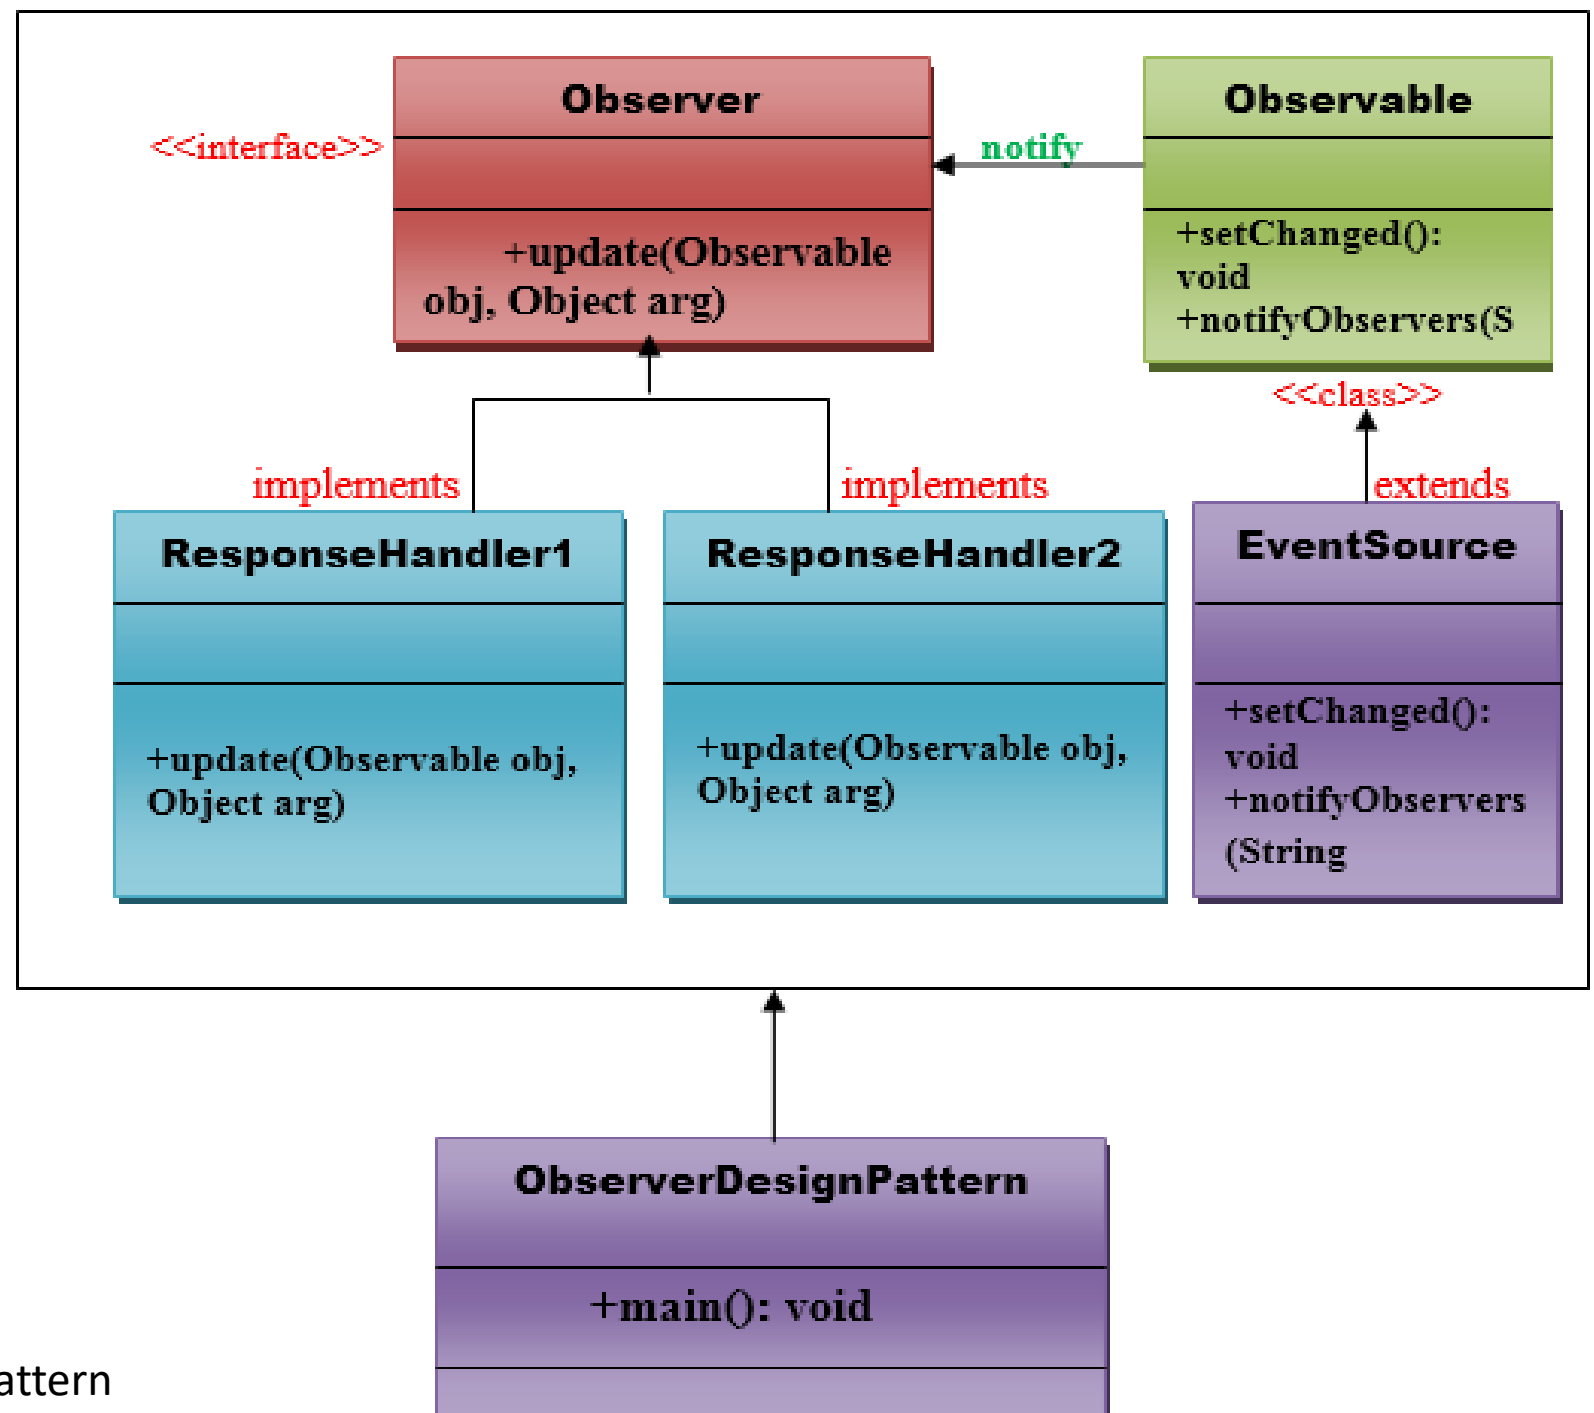 Observer
Observable
<<interface>>
notify
+update(Observable
obj, Object arg)
+setChanged():
void
+notifyObservers(S
<<class>>
implements
implements
extends
ResponseHandler1
ResponseHandler2
EventSource
+update(Observable obj,
Object arg)
+update(Observable obj,
Object arg)
+setChanged():
void
+notifyObservers
(String
ObserverDesignPattern
+main(): void
attern